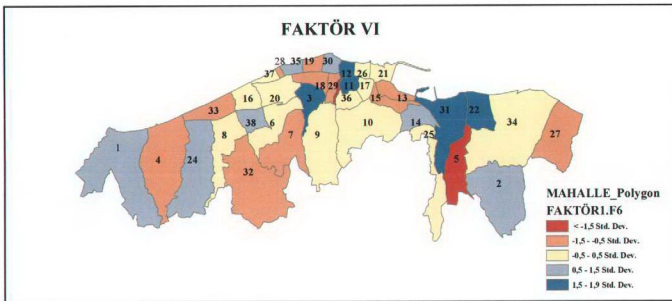 FAKTÖR VI
28 35 19 30
37 12 26 21
18 29 11 17
16 20 3 36 15 13
33 31 22
38 6 10 14 34
1 4 24 8 7 9 25 27
5
32 2
MAHALLE_Polygon
FAKTÖR1.F6
< -1,5 Std. Dev.
-1,5 - -0,5 Std. Dev.
-0,5 - 0,5 Std. Dev.
0,5 - 1,5 Std. Dev.
1,5 - 1,9 Std. Dev.